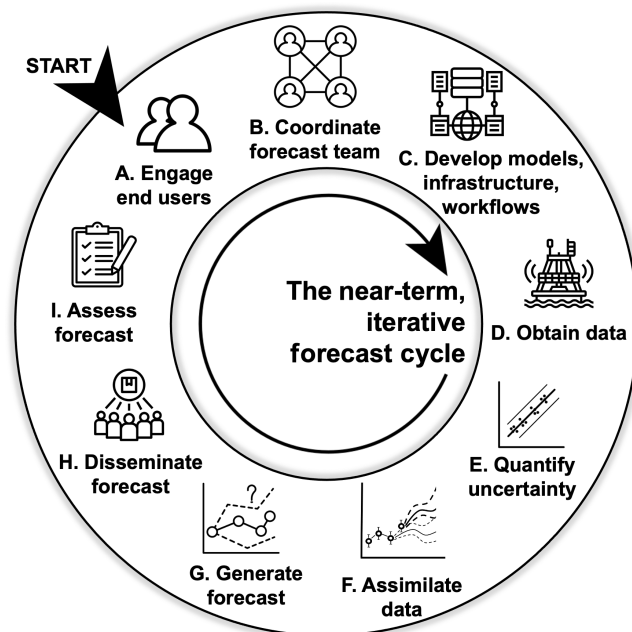 START
A. Engage
end users
B. Coordinate
forecast team
C. Develop models,
infrastructure,
workflows
D. Obtain data
E. Quantify
uncertainty
F. Assimilate
data
G. Generate
forecast
?
H. Disseminate
forecast
I. Assess
forecast
The near-term,
iterative
forecast cycle